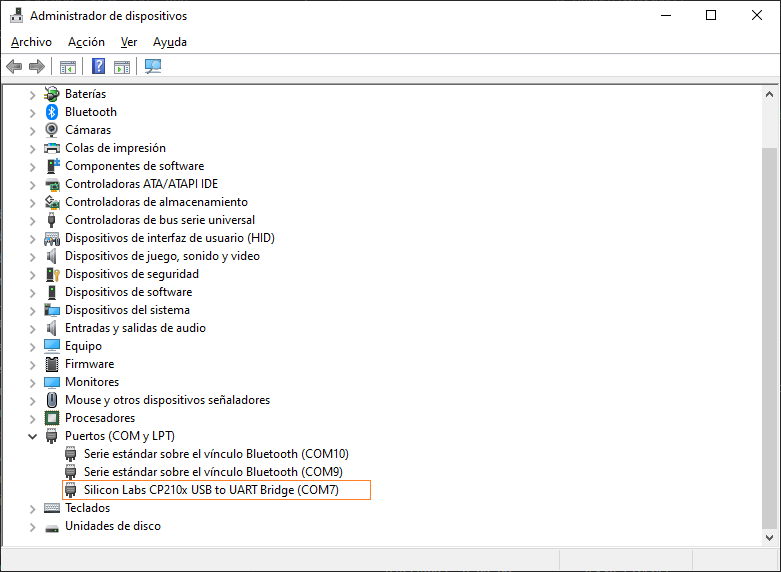 Administrador de dispositivos
Archivo Acción Ver Ayuda
Baterías
Bluetooth
Cámaras
Colas de impresión
Componentes de software
Controladoras ATA/ATAPI IDE
Controladoras de almacenamiento
Controladoras de bus serie universal
Dispositivos de interfaz de usuario (HID)
Dispositivos de juego, sonido y video
Dispositivos de seguridad
Dispositivos de software
Dispositivos del sistema
Entradas y salidas de audio
Equipo
Firmware
Monitores
Mouse y otros dispositivos señaladores
Procesadores
Puertos (COM y LPT)
Serie estándar sobre el vínculo Bluetooth (COM10)
Serie estándar sobre el vínculo Bluetooth (COM9)
Silicon Labs CP210x USB to UART Bridge (COM7)
Teclados
Unidades de disco